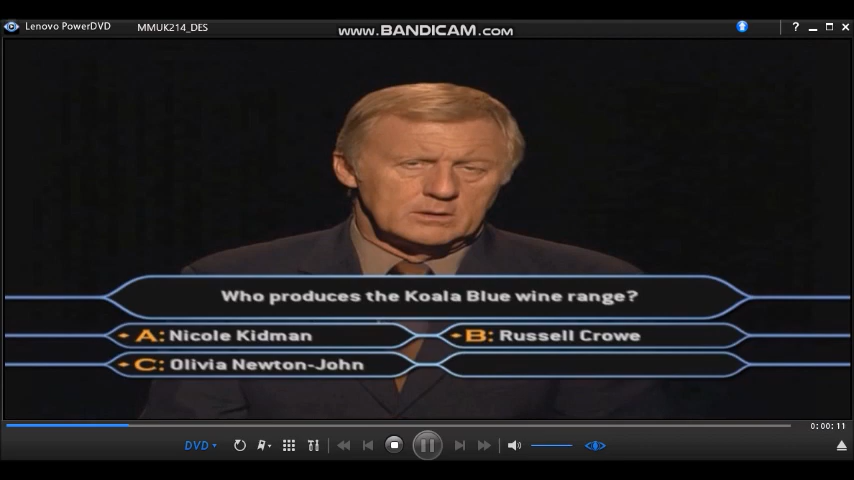 Lenovo PowerDVD MMUK214_DES
www.BANDICAM.com
?
Who produces the Koala Blue wine range?
A: Nicole Kidman
B: Russell Crowe
C: Olivia Newton-John
0:00:11
DVD